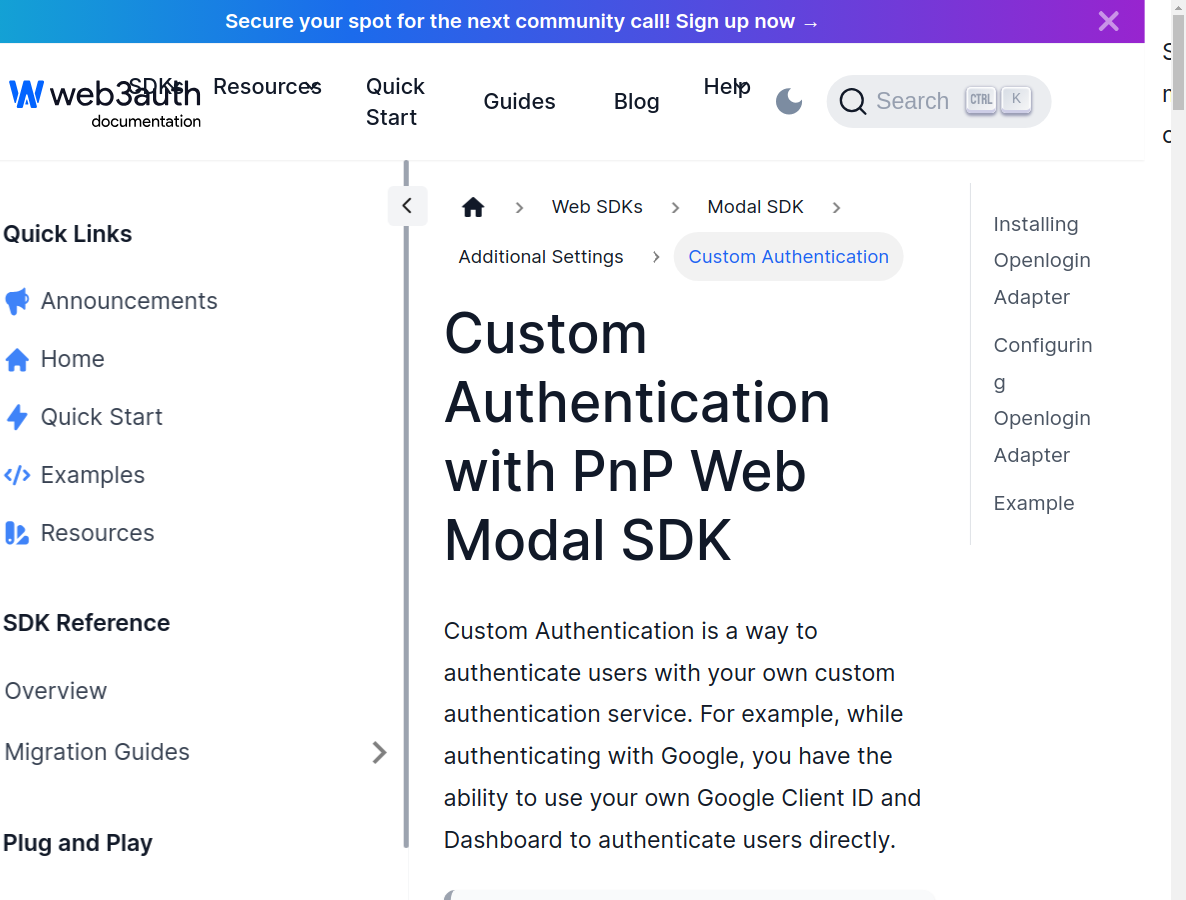 Secure your spot for the next community call! Sign up now →
web3auth
documentation
SDKs
Resources
Quick
Start
Guides
Blog
Help
Search
CTRL
K
Quick Links
Announcements
Home
Quick Start
Examples
Resources
SDK Reference
Overview
Migration Guides
Plug and Play
Web SDKs
Modal SDK
Additional Settings
Custom Authentication
Custom
Authentication
with PnP Web
Modal SDK
Custom Authentication is a way to
authenticate users with your own custom
authentication service. For example, while
authenticating with Google, you have the
ability to use your own Google Client ID and
Dashboard to authenticate users directly.
Installing
Openlogin
Adapter
Configurin
g
Openlogin
Adapter
Example